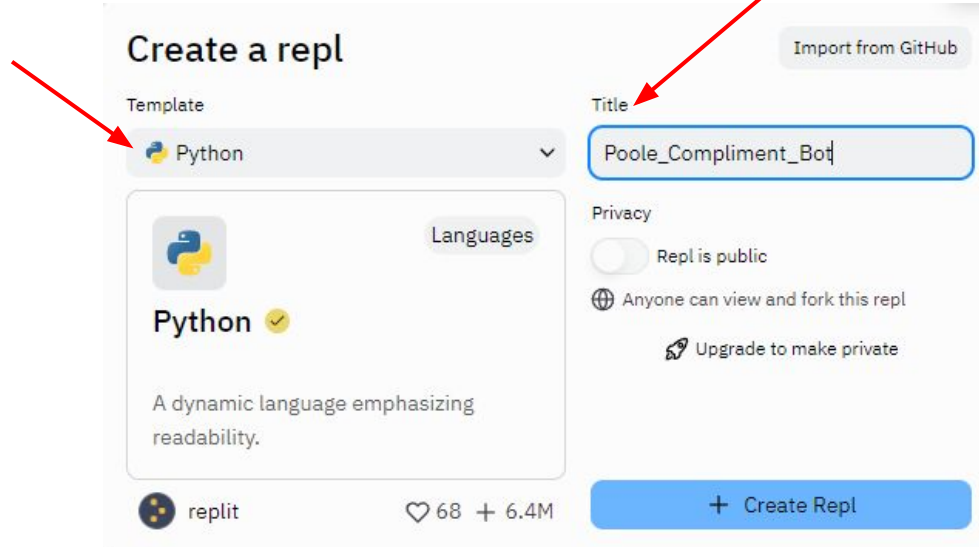 Create a repl
Import from GitHub
Template
Python
Languages
Python
A dynamic language emphasizing
readability.
replit
68 + 6.4M
Title
Poole_Compliment_Bot
Privacy
Repl is public
Anyone can view and fork this repl
Upgrade to make private
+ Create Repl